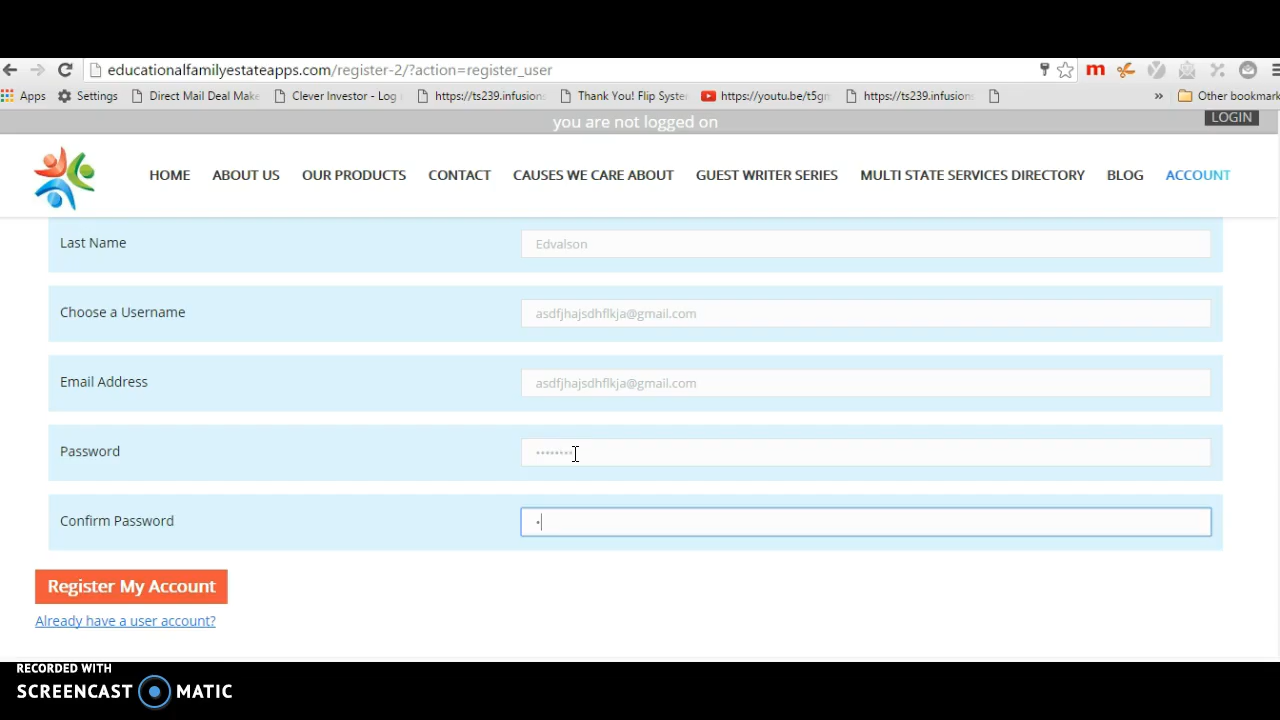 educationalfamilyestateapps.com/register-2/?action=register_user
Apps Settings Direct Mail Deal Make Clever Investor - Log https://ts239.infusion Thank You! Flip Syste https://youtu.be/t5gm https://ts239.infusion » Other bookmark
you are not logged on LOGIN
HOME ABOUT US OUR PRODUCTS CONTACT CAUSES WE CARE ABOUT GUEST WRITER SERIES MULTI STATE SERVICES DIRECTORY BLOG ACCOUNT
Last Name Edvalson
Choose a Username asdfjhajsdhflkja@gmail.com
Email Address asdfjhajsdhflkja@gmail.com
Password ••••••••
Confirm Password •
Register My Account
Already have a user account?
RECORDED WITH
SCREENCAST MATIC